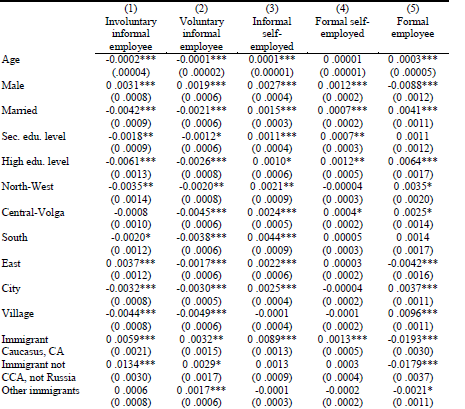 (1) (2) (3) (4) (5)
Involuntary Voluntary Informal Formal self- Formal
informal informal self- employed employee
employee employee employed
Age -0.0002*** -0.0001*** 0.0001*** 0 00001 0 0003***
(.00004) (0 00002) (0.00001) (0 00001) (0 00005)
Male 0 0031*** 0 0019*** 0 0027*** 0 0012*** -0.0088***
(0 0008) (0 0006) (0 0004) (0 0002) (0 0012)
Married -0.0042*** -0.0021*** 0 0015*** 0 0007*** 0 0041***
(0 0009) (0 0006) (0 0003) (0 0002) (0 0011)
Sec. edu. level -0.0018** -0.0012* 0 0011*** 0 0007** 0 0011
(0 0009) (0 0006) (0 0004) (0 0003) (0 0012)
High edu. level -0.0061*** -0.0026*** 0 0010* 0 0012** 0 0064***
(0 0013) (0 0008) (0 0006) (0 0005) (0 0017)
North-West -0.0035** -0.0020** 0 0021** -0.00004 0 0035*
(0 0014) (0 0008) (0 0009) (0 0003) (0 0020)
Central-Volga -0.0008 -0.0045*** 0 0024*** 0 0004* 0 0025*
(0 0010) (0 0006) (0 0005) (0 0002) (0 0014)
South -0.0020* -0.0038*** 0 0044*** 0 00005 0 0014
(0 0012) (0 0006) (0 0009) (0 0003) (0 0017)
East 0 0037*** -0.0017*** 0 0022*** 0 00003 -0.0042***
(0 0012) (0 0006) (0 0006) (0 0002) (0 0016)
City -0.0032*** -0.0030*** 0 0025*** -0.00004 0 0037***
(0 0008) (0 0005) (0 0004) (0 0002) (0 0011)
Village -0.0044*** -0.0049*** -0.0001 -0.0001 0 0096***
(0 0008) (0 0006) (0 0004) (0 0002) (0 0011)
Immigrant 0 0059*** 0 0032** 0 0089*** 0 0013*** -0.0193***
Caucasus, CA (0 0021) (0 0015) (0 0013) (0 0005) (0 0030)
Immigrant not 0 0134*** 0 0029* 0 0013 0 0003 -0.0179***
CCA, not Russia (0 0030) (0 0017) (0 0009) (0 0004) (0 0037)
Other immigrants 0 0006 0 0017*** -0.0001 -0.0002 -0.0021*
(0 0008) (0 0006) (0 0003) (0 0002) (0 0011)